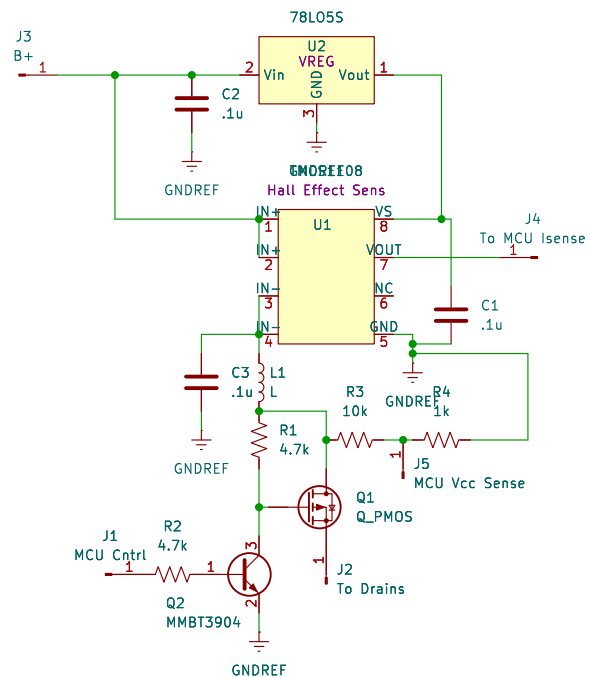 78L05S
J3
B+
1
2
U2
VREG
Vin
Vout
GND
1
3
C2
.1u
GNDREF
GNDREF
Hall Effect Sens
IN+
1
U1
VS
8
J4
To MCU Isense
IN+
2
VOUT
7
1
IN-
3
NC
6
C1
.1u
IN-
4
GND
5
C3
.1u
L1
L
GNDREF
R3
10k
R4
1k
R1
4.7k
GNDREF
1
J5
MCU Vcc Sense
Q1
Q_PMOS
J1
MCU Cntrl
1
R2
4.7k
1
3
2
1
J2
To Drains
Q2
MMBT3904
GNDREF